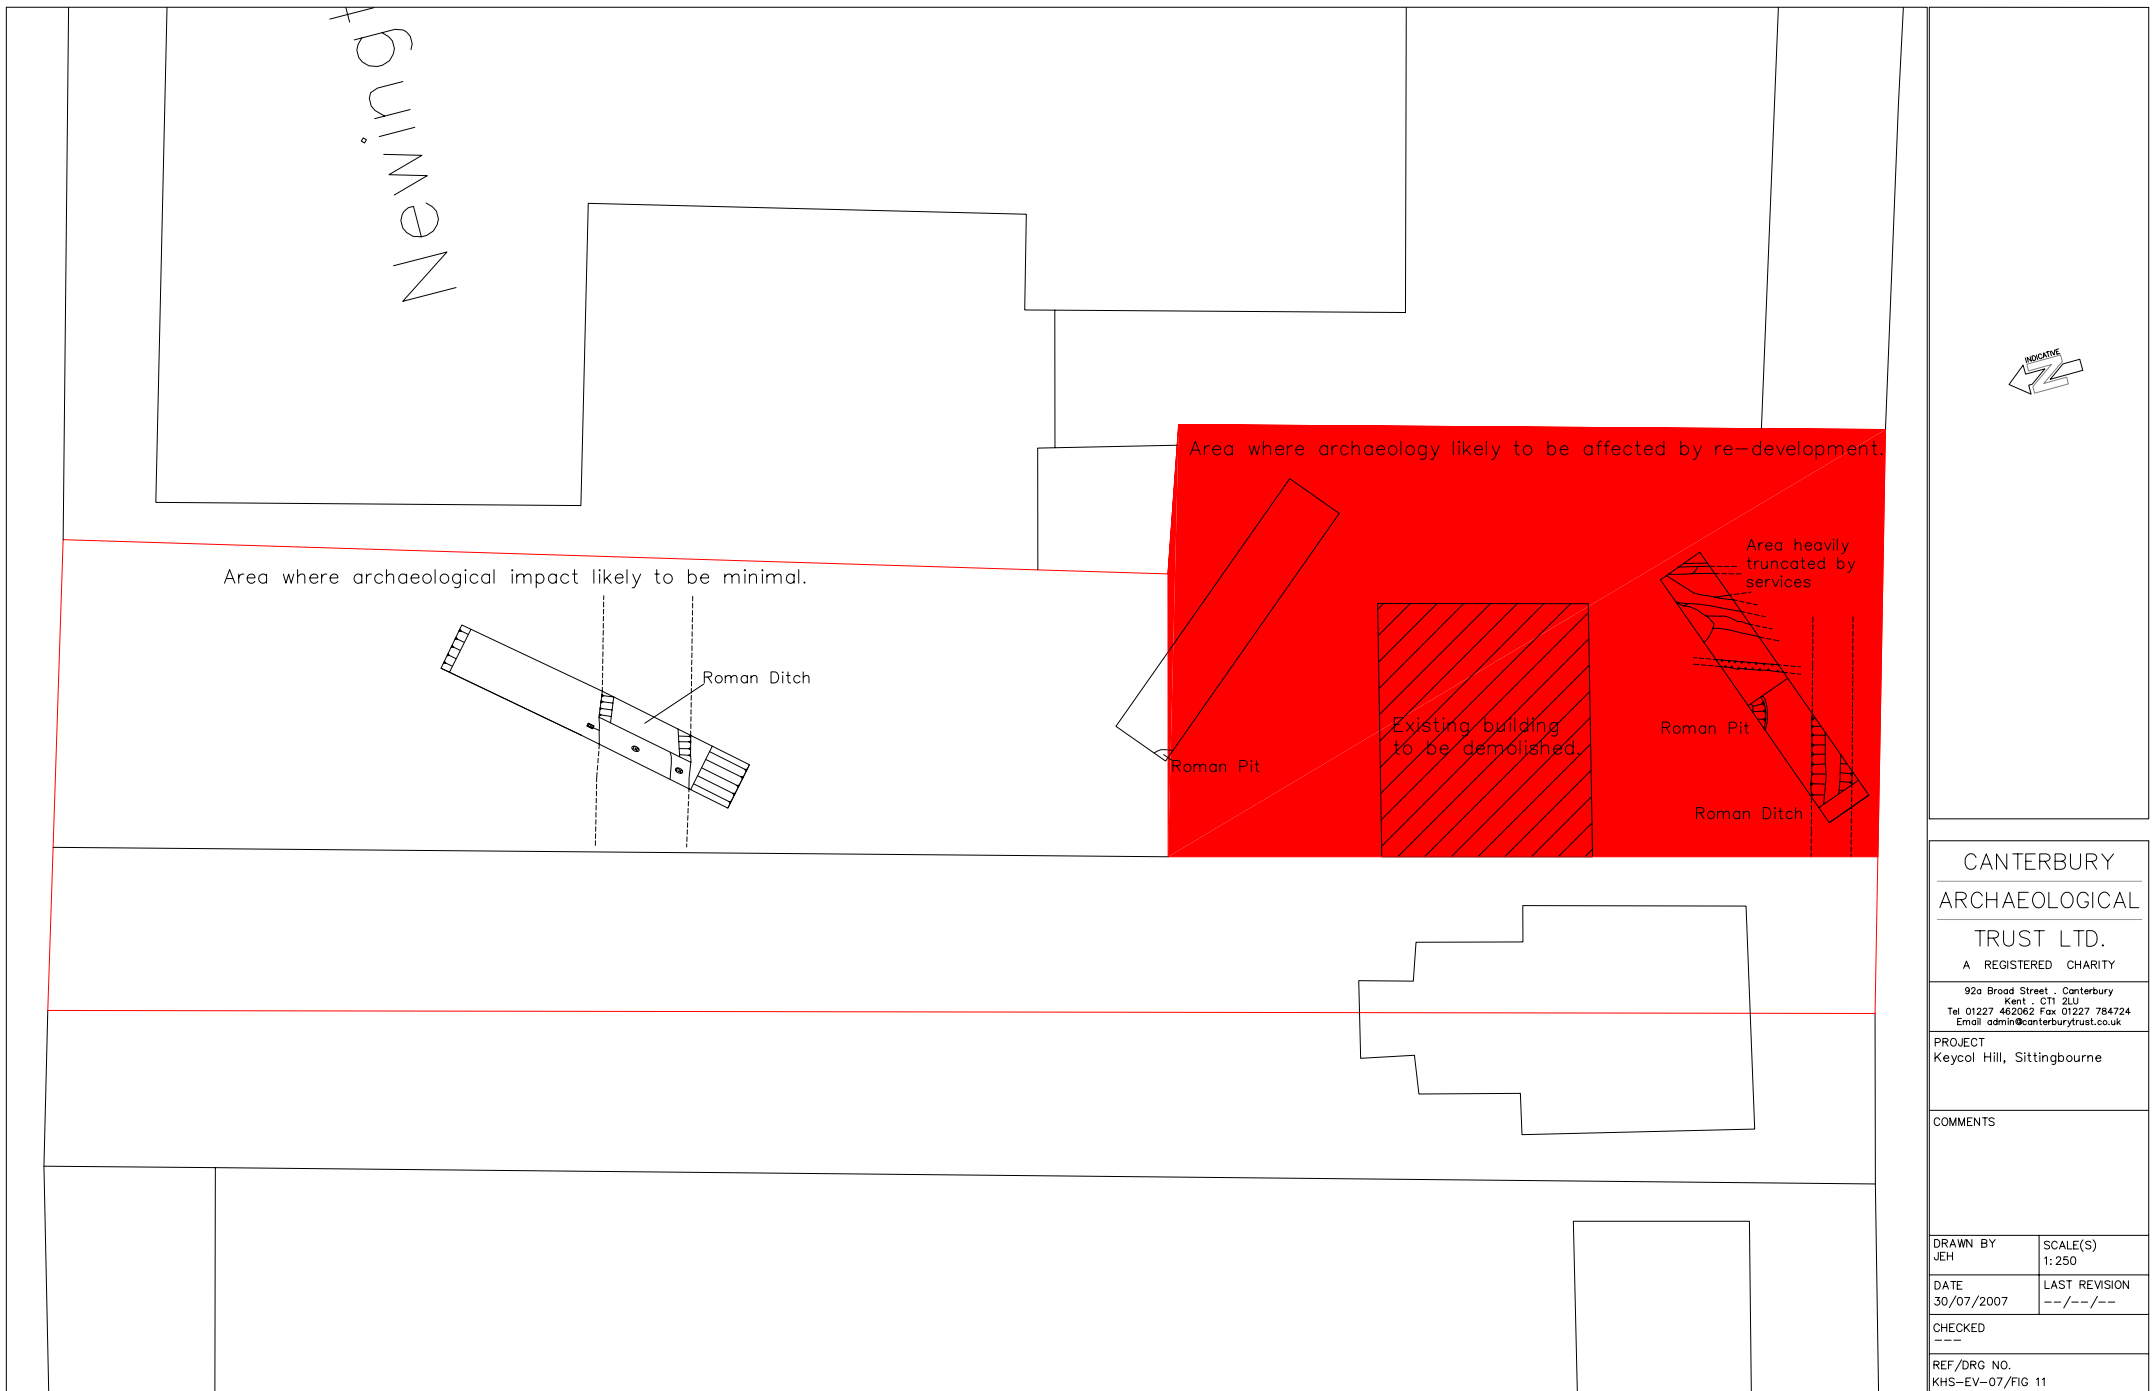 Newingt
INDICATIVE
N
Area where archaeology likely to be affected by re-development.
Area heavily
truncated by
services
Area where archaeological impact likely to be minimal.
Roman Ditch
Existing building
to be demolished.
Roman Pit
Roman Pit
Roman Ditch
CANTERBURY
ARCHAEOLOGICAL
TRUST LTD.
A REGISTERED CHARITY
92a Broad Street . Canterbury
Kent . CT1 2LU
Tel 01227 462062 Fax 01227 784724
Email admin@canterburytrust.co.uk
PROJECT
Keycol Hill, Sittingbourne
COMMENTS
DRAWN BY
JEH
SCALE(S)
1:250
DATE
30/07/2007
LAST REVISION
--/--/--
CHECKED
---
REF/DRG NO.
KHS-EV-07/FIG 11